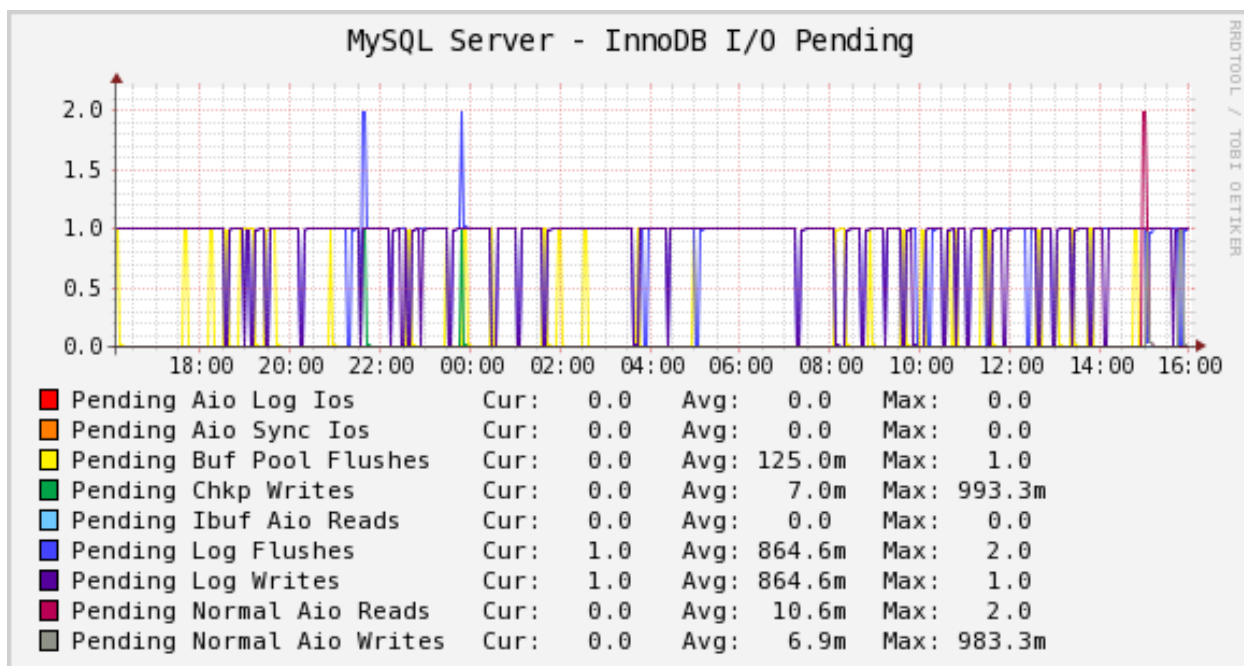 MySQL Server - InnoDB I/O Pending
RRDTOOL / TOBI OETIKER
2.0
1.5
1.0
0.5
0.0
18:00 20:00 22:00 00:00 02:00 04:00 06:00 08:00 10:00 12:00 14:00 16:00
Pending Aio Log Ios Cur: 0.0 Avg: 0.0 Max: 0.0
Pending Aio Sync Ios Cur: 0.0 Avg: 0.0 Max: 0.0
Pending Buf Pool Flushes Cur: 0.0 Avg: 125.0m Max: 1.0
Pending Chkp Writes Cur: 0.0 Avg: 7.0m Max: 993.3m
Pending Ibuf Aio Reads Cur: 0.0 Avg: 0.0 Max: 0.0
Pending Log Flushes Cur: 1.0 Avg: 864.6m Max: 2.0
Pending Log Writes Cur: 1.0 Avg: 864.6m Max: 1.0
Pending Normal Aio Reads Cur: 0.0 Avg: 10.6m Max: 2.0
Pending Normal Aio Writes Cur: 0.0 Avg: 6.9m Max: 983.3m